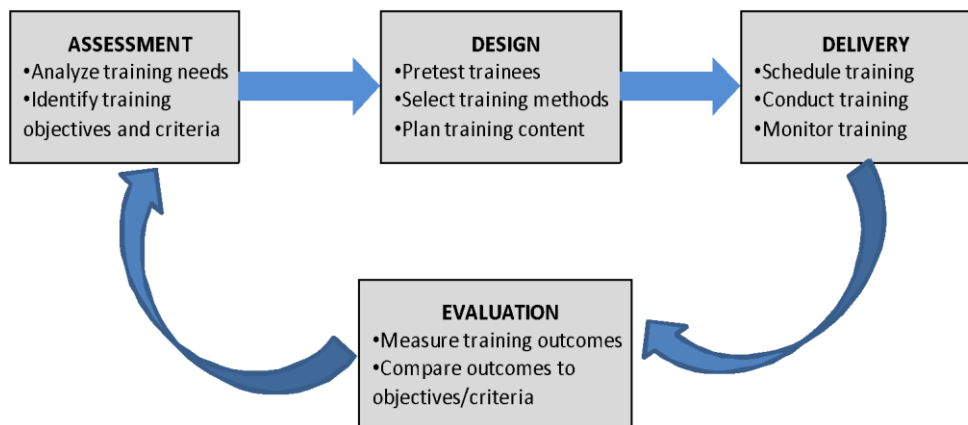 ASSESSMENT
•Analyze training needs
•Identify training
objectives and criteria
DESIGN
•Pretest trainees
•Select training methods
•Plan training content
DELIVERY
•Schedule training
•Conduct training
•Monitor training
EVALUATION
•Measure training outcomes
•Compare outcomes to
objectives/criteria